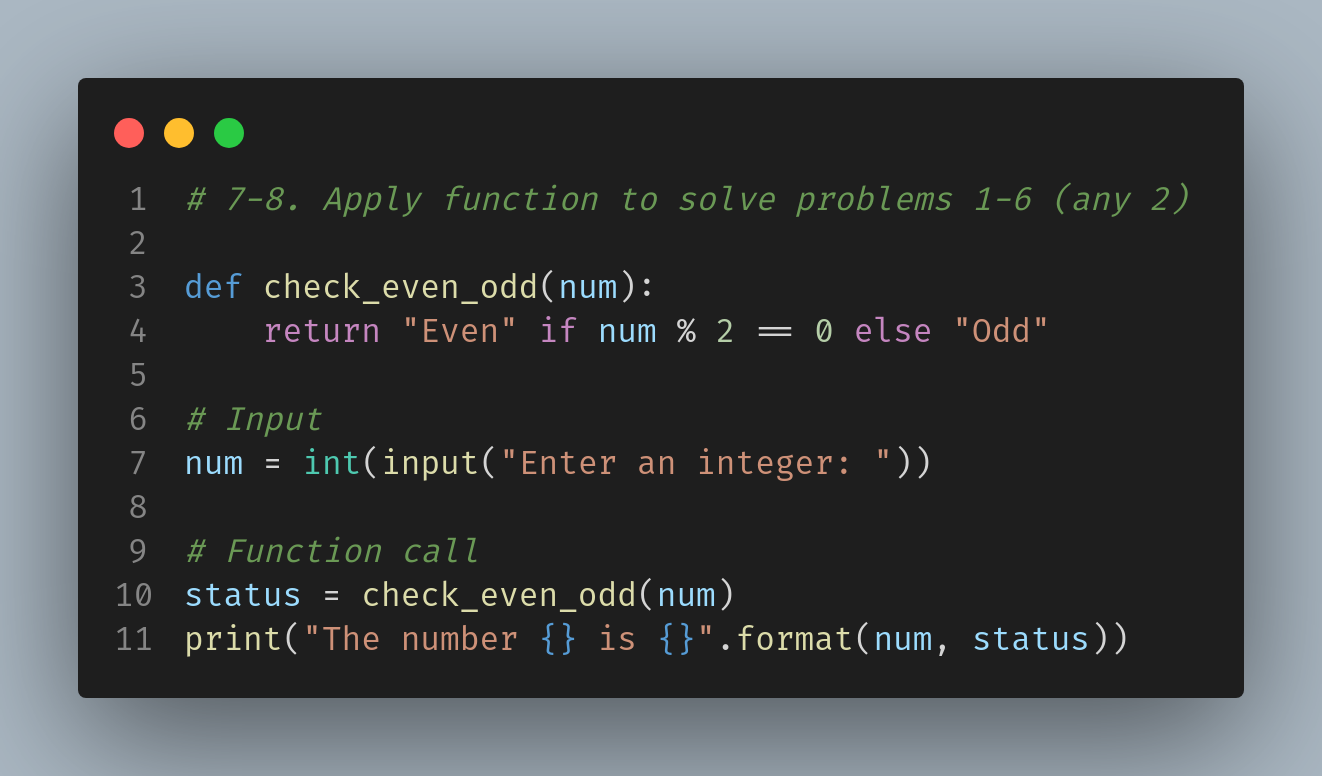 1 # 7-8. Apply function to solve problems 1-6 (any 2)
2
3 def check_even_odd(num):
4     return "Even" if num % 2 == 0 else "Odd"
5
6 # Input
7 num = int(input("Enter an integer: "))
8
9 # Function call
10 status = check_even_odd(num)
11 print("The number {} is {}".format(num, status))